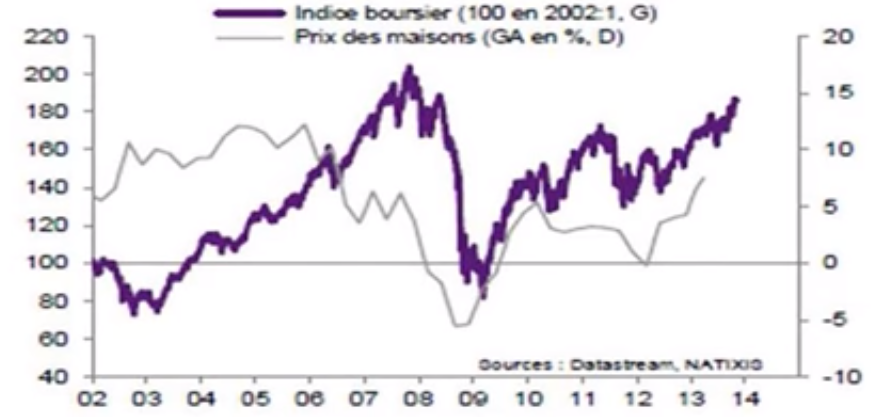 Indice boursier (100 en 2002:1, G)
Prix des maisons (GA en %, D)
220 20
200
180 15
160 10
140
120 5
100 0
80
60 -5
40 -10
Sources : Datastream, NATIXIS
02 03 04 05 06 07 08 09 10 11 12 13 14